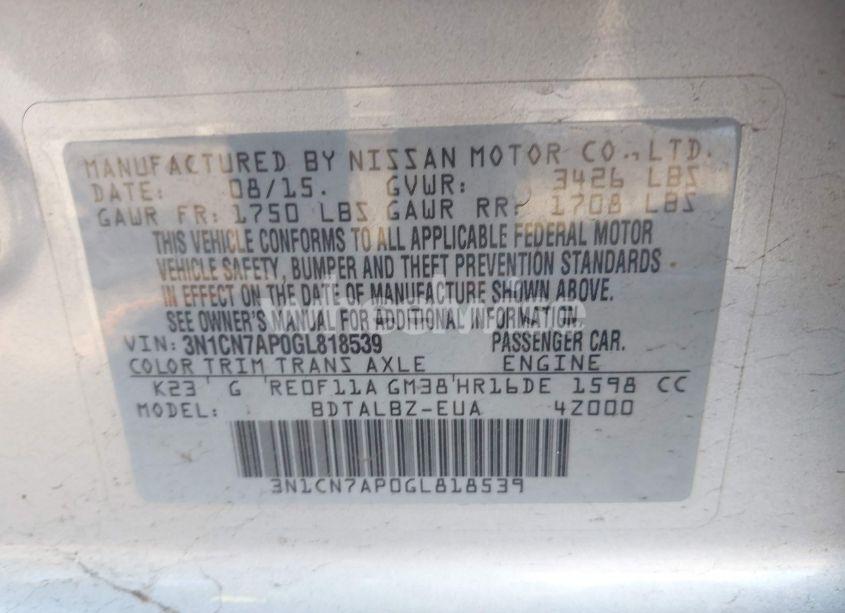 MANUFACTURED BY NISSAN MOTOR CO., LTD.
DATE: 08/15. GVWR: 3426 LBS
GAWR FR: 1750 LBS GAWR RR: 1708 LBS
THIS VEHICLE CONFORMS TO ALL APPLICABLE FEDERAL MOTOR
VEHICLE SAFETY, BUMPER AND THEFT PREVENTION STANDARDS
IN EFFECT ON THE DATE OF MANUFACTURE SHOWN ABOVE.
SEE OWNER'S MANUAL FOR ADDITIONAL INFORMATION
VIN: 3N1CN7AP0GL818539 PASSENGER CAR.
COLOR TRIM TRANS AXLE ENGINE
K23 G RE0F11A GM38 HR16DE 1598 CC
MODEL: BDTALBZ-EUA 4Z000
3N1CN7AP0GL818539